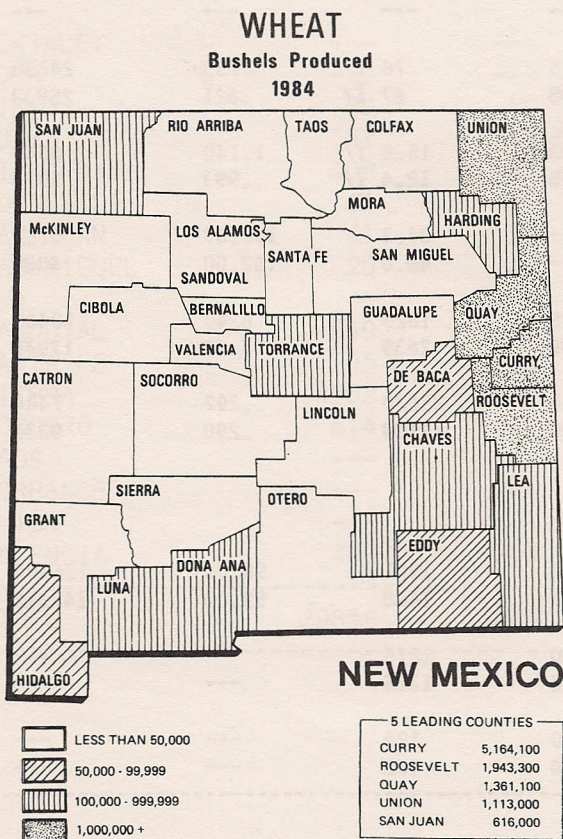 WHEAT
Bushels Produced
1984
SAN JUAN
RIO ARRIBA
TAOS
COLFAX
UNION
MORA
HARDING
McKINLEY
LOS ALAMOS
SANTA FE
SAN MIGUEL
SANDOVAL
CIBOLA
BERNALILLO
GUADALUPE
QUAY
VALENCIA
TORRANCE
CURRY
CATRON
SOCORRO
DE BACA
ROOSEVELT
LINCOLN
CHAVES
LEA
SIERRA
OTERO
GRANT
EDDY
DONA ANA
LUNA
HIDALGO
NEW MEXICO
LESS THAN 50,000
50,000 - 99,999
100,000 - 999,999
1,000,000 +
5 LEADING COUNTIES
CURRY 5,164,100
ROOSEVELT 1,943,300
QUAY 1,361,100
UNION 1,113,000
SAN JUAN 616,000